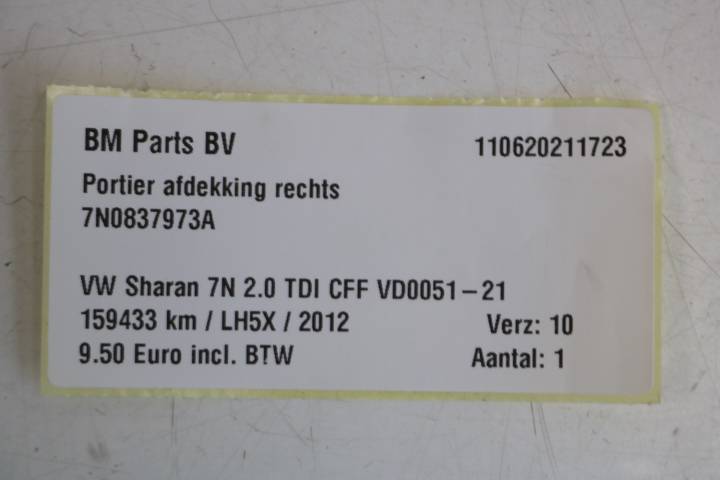 BM Parts BV 110620211723
Portier afdekking rechts
7N0837973A
VW Sharan 7N 2.0 TDI CFF VD0051-21
159433 km / LH5X / 2012 Verz: 10
9.50 Euro incl. BTW Aantal: 1